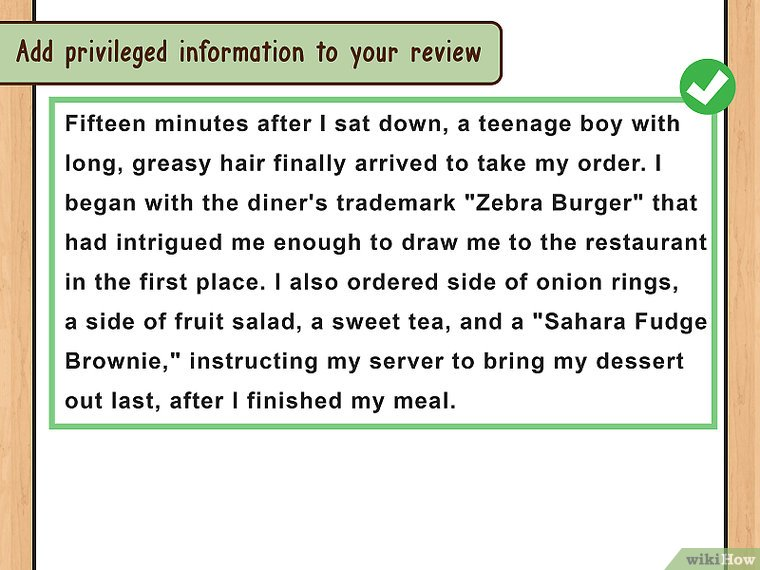 Add privileged information to your review
Fifteen minutes after I sat down, a teenage boy with
long, greasy hair finally arrived to take my order. I
began with the diner's trademark "Zebra Burger" that
had intrigued me enough to draw me to the restaurant
in the first place. I also ordered side of onion rings,
a side of fruit salad, a sweet tea, and a "Sahara Fudge
Brownie," instructing my server to bring my dessert
out last, after I finished my meal.
wikiHow